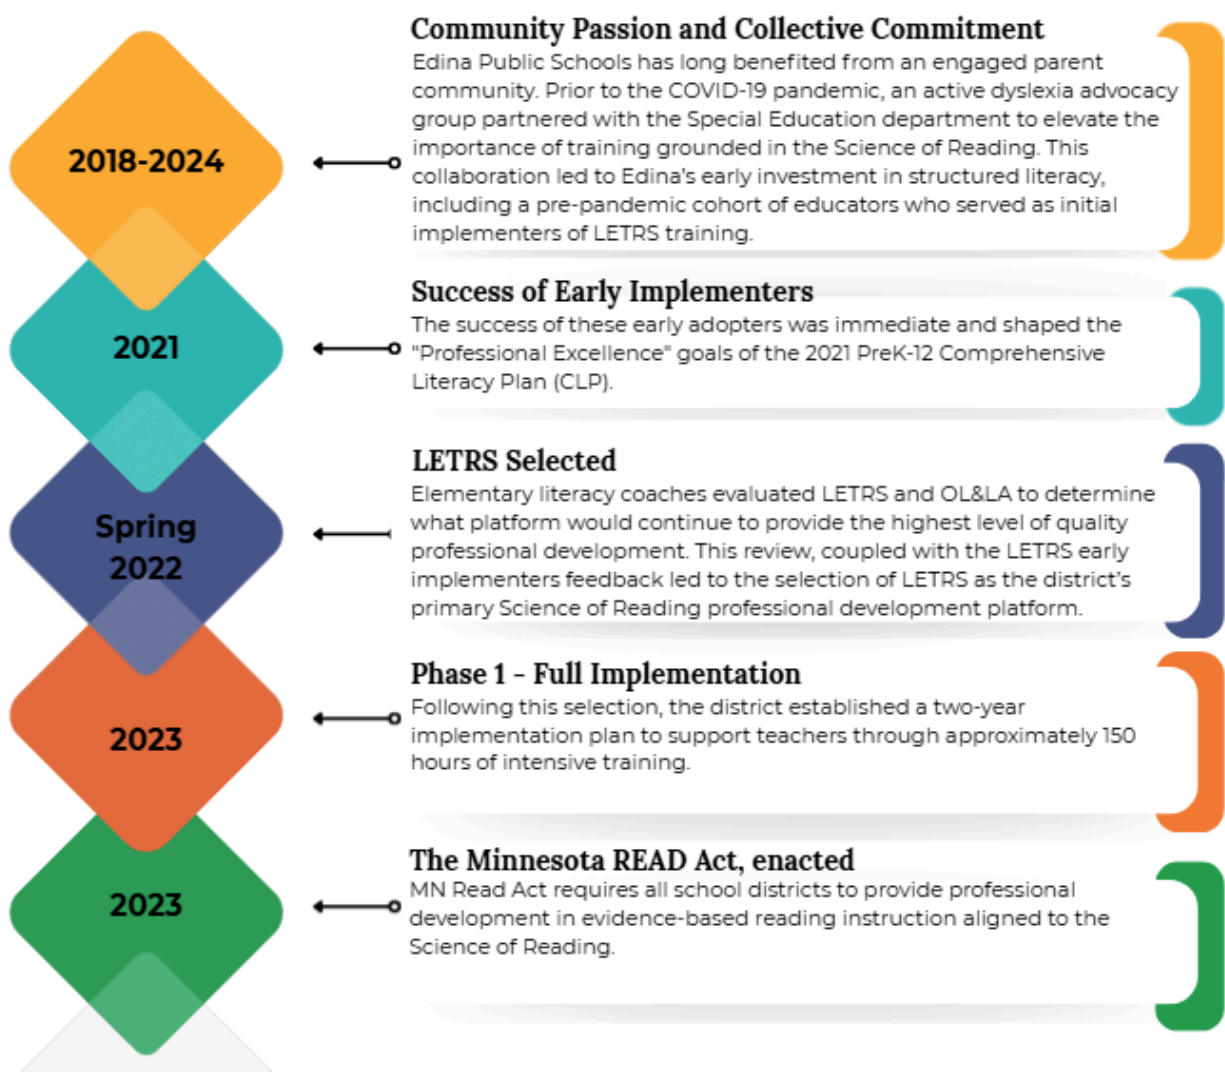 Community Passion and Collective Commitment
2018-2024
Edina Public Schools has long benefited from an engaged parent
community. Prior to the COVID-19 pandemic, an active dyslexia advocacy
group partnered with the Special Education department to elevate the
importance of training grounded in the Science of Reading. This
collaboration led to Edina's early investment in structured literacy,
including a pre-pandemic cohort of educators who served as initial
implementers of LETRS training.
2021
Success of Early Implementers
The success of these early adopters was immediate and shaped the
"Professional Excellence" goals of the 2021 PreK-12 Comprehensive
Literacy Plan (CLP).
Spring
2022
LETRS Selected
Elementary literacy coaches evaluated LETRS and OL&LA to determine
what platform would continue to provide the highest level of quality
professional development. This review, coupled with the LETRS early
implementers feedback led to the selection of LETRS as the district's
primary Science of Reading professional development platform.
2023
Phase 1 - Full Implementation
Following this selection, the district established a two-year
implementation plan to support teachers through approximately 150
hours of intensive training.
2023
The Minnesota READ Act, enacted
MN Read Act requires all school districts to provide professional
development in evidence-based reading instruction aligned to the
Science of Reading.